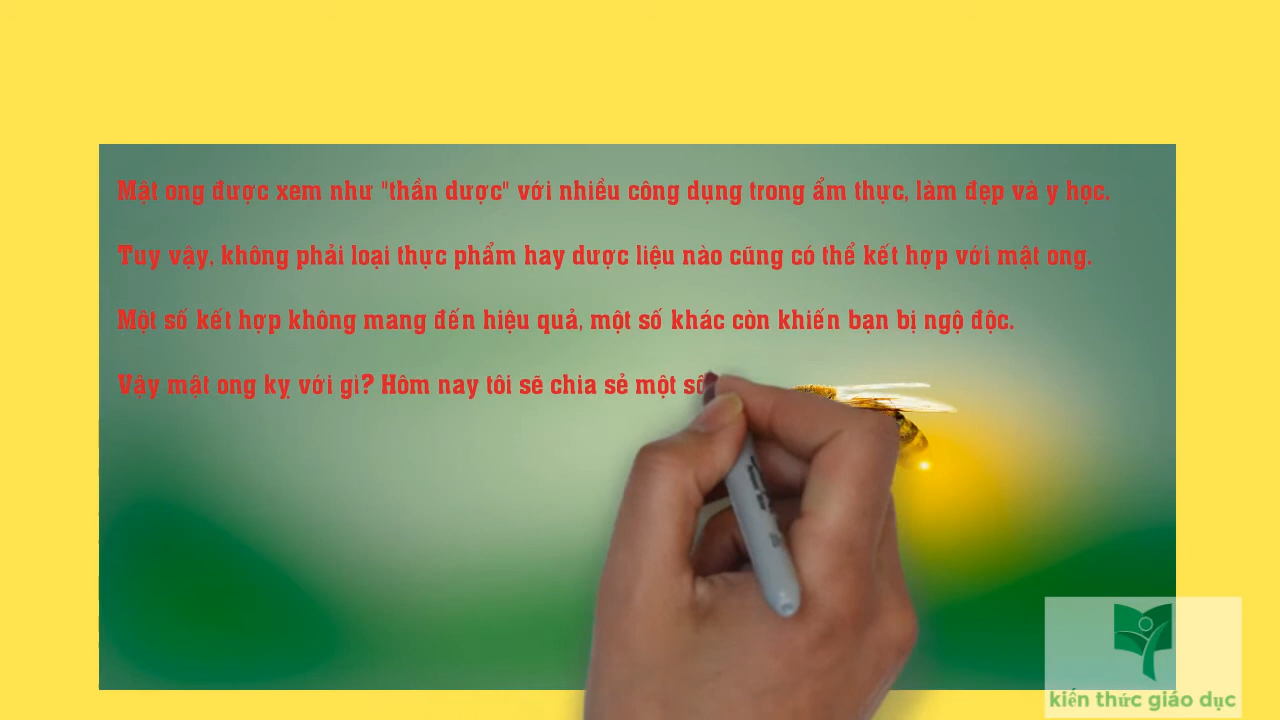 Mật ong được xem như "thần dược" với nhiều công dụng trong ẩm thực, làm đẹp và y học.
Tuy vậy, không phải loại thực phẩm hay dược liệu nào cũng có thể kết hợp với mật ong.
Một số kết hợp không mang đến hiệu quả, một số khác còn khiến bạn bị ngộ độc.
Vậy mật ong kỵ với gì? Hôm nay tôi sẽ chia sẻ một số
kiến thức giáo dục